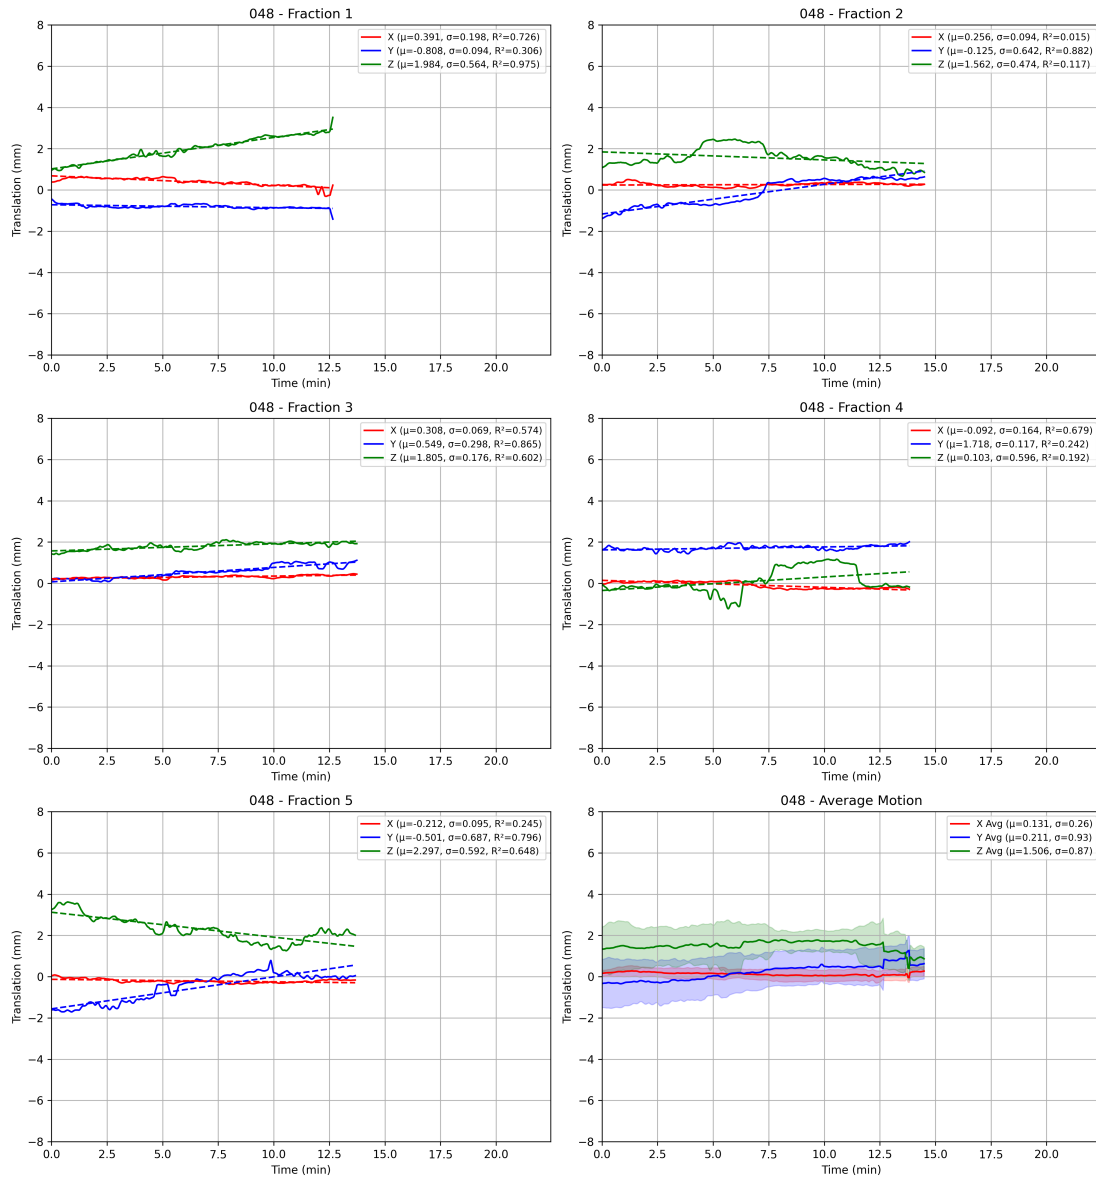 048 - Fraction 1
X (μ=0.391, σ=0.198, R²=0.726)
Y (μ=-0.808, σ=0.094, R²=0.306)
Z (μ=1.984, σ=0.564, R²=0.975)
Translation (mm)
8
6
4
2
0
−2
−4
−6
−8
0.0 2.5 5.0 7.5 10.0 12.5 15.0 17.5 20.0
Time (min)
048 - Fraction 2
X (μ=0.256, σ=0.094, R²=0.015)
Y (μ=-0.125, σ=0.642, R²=0.882)
Z (μ=1.562, σ=0.474, R²=0.117)
Translation (mm)
8
6
4
2
0
−2
−4
−6
−8
0.0 2.5 5.0 7.5 10.0 12.5 15.0 17.5 20.0
Time (min)
048 - Fraction 3
X (μ=0.308, σ=0.069, R²=0.574)
Y (μ=0.549, σ=0.298, R²=0.865)
Z (μ=1.805, σ=0.176, R²=0.602)
Translation (mm)
8
6
4
2
0
−2
−4
−6
−8
0.0 2.5 5.0 7.5 10.0 12.5 15.0 17.5 20.0
Time (min)
048 - Fraction 4
X (μ=-0.092, σ=0.164, R²=0.679)
Y (μ=1.718, σ=0.117, R²=0.242)
Z (μ=0.103, σ=0.596, R²=0.192)
Translation (mm)
8
6
4
2
0
−2
−4
−6
−8
0.0 2.5 5.0 7.5 10.0 12.5 15.0 17.5 20.0
Time (min)
048 - Fraction 5
X (μ=-0.212, σ=0.095, R²=0.245)
Y (μ=-0.501, σ=0.687, R²=0.796)
Z (μ=2.297, σ=0.592, R²=0.648)
Translation (mm)
8
6
4
2
0
−2
−4
−6
−8
0.0 2.5 5.0 7.5 10.0 12.5 15.0 17.5 20.0
Time (min)
048 - Average Motion
X Avg (μ=0.131, σ=0.26)
Y Avg (μ=0.211, σ=0.93)
Z Avg (μ=1.506, σ=0.87)
Translation (mm)
8
6
4
2
0
−2
−4
−6
−8
0.0 2.5 5.0 7.5 10.0 12.5 15.0 17.5 20.0
Time (min)